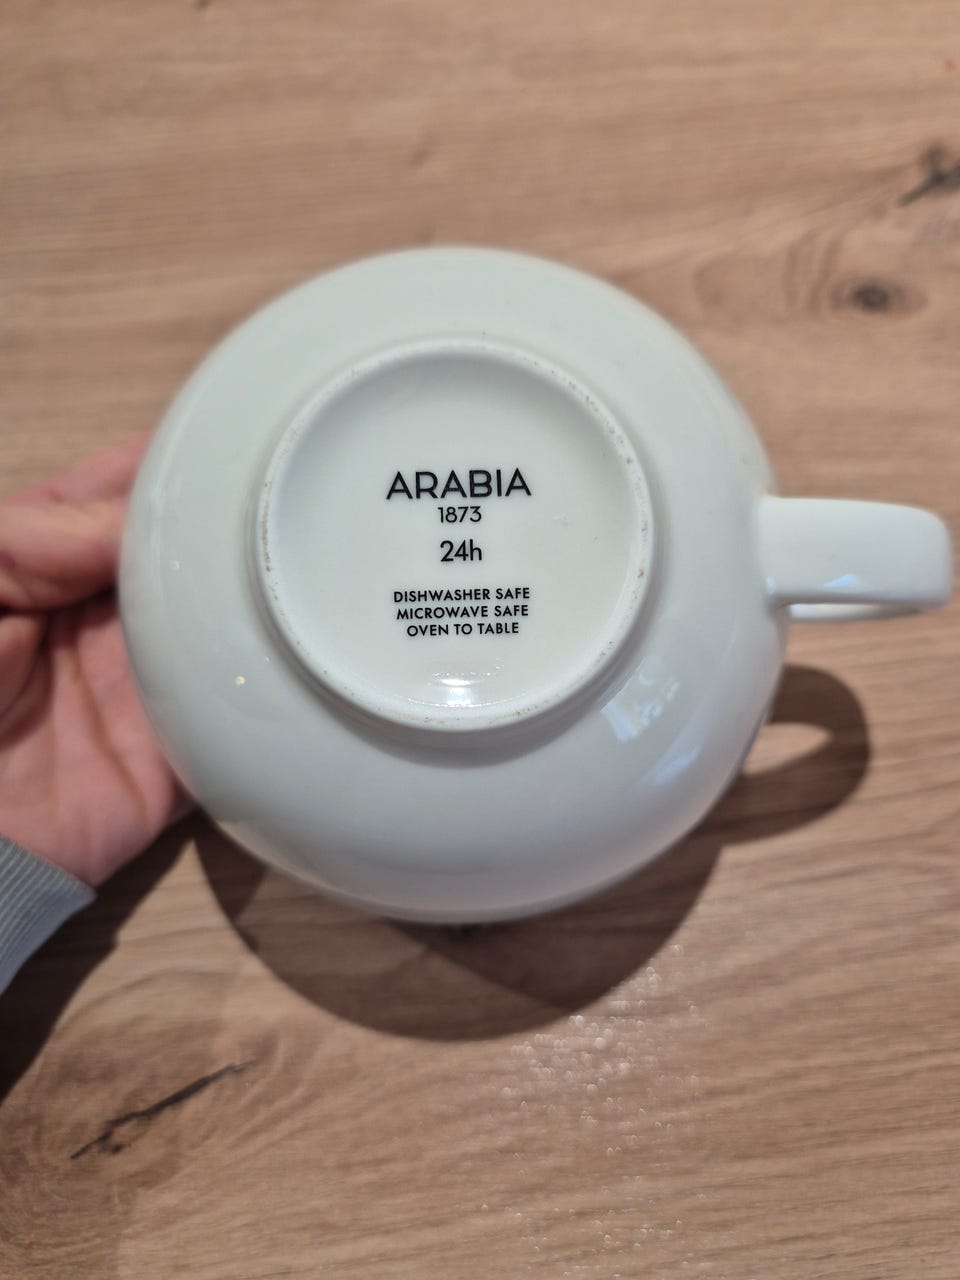 ARABIA
1873
24h
DISHWASHER SAFE
MICROWAVE SAFE
OVEN TO TABLE